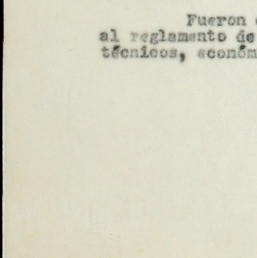 Fueron
al reglamento de
técnicos, económ